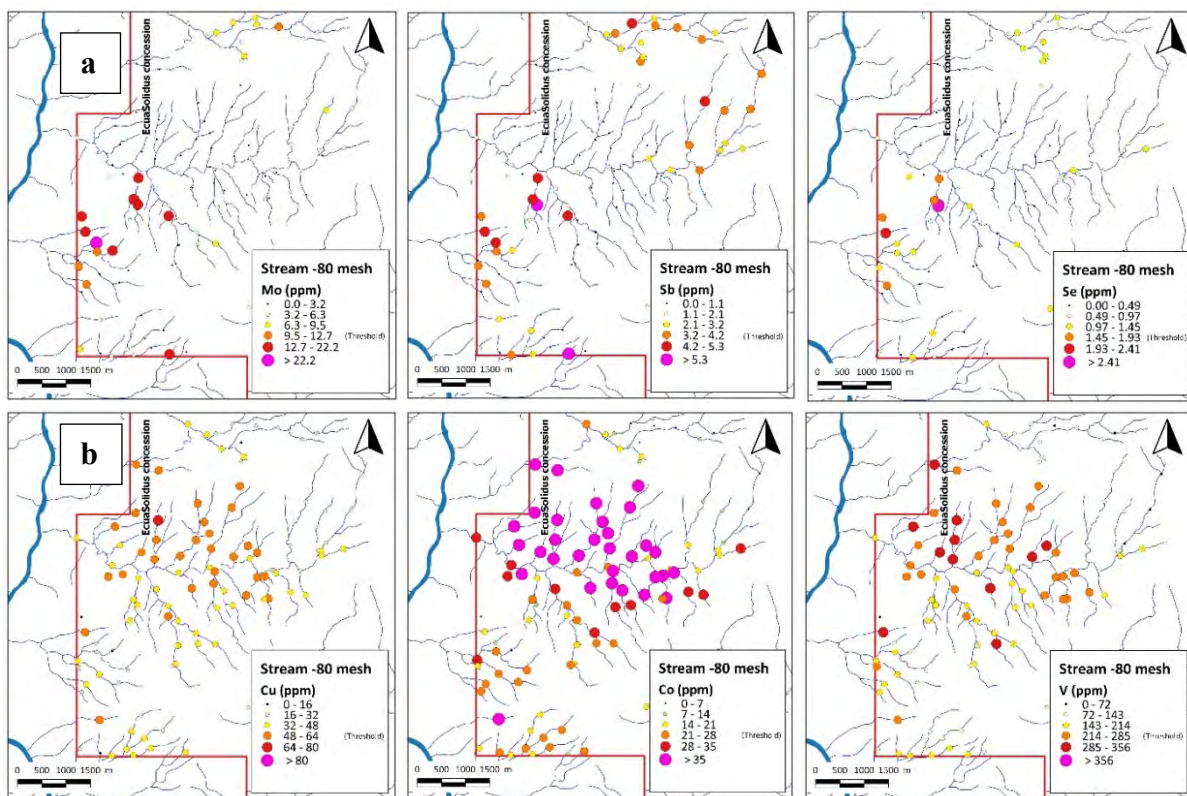 a
EcuaSolidus concession
Stream -80 mesh
Mo (ppm)
0.0 - 3.2
3.2 - 6.3
6.3 - 9.5
9.5 - 12.7 (Threshold)
12.7 - 22.2
> 22.2
0 500 1000 1500 m
EcuaSolidus concession
Stream -80 mesh
Sb (ppm)
0.0 - 1.1
1.1 - 2.1
2.1 - 3.2
3.2 - 4.2 (Threshold)
4.2 - 5.3
> 5.3
0 500 1000 1500 m
EcuaSolidus concession
Stream -80 mesh
Se (ppm)
0.00 - 0.49
0.49 - 0.97
0.97 - 1.45
1.45 - 1.93 (Threshold)
1.93 - 2.41
> 2.41
0 500 1000 1500 m
b
EcuaSolidus concession
Stream -80 mesh
Cu (ppm)
0 - 16
16 - 32
32 - 48
48 - 64 (Threshold)
64 - 80
> 80
0 500 1000 1500 m
EcuaSolidus concession
Stream -80 mesh
Co (ppm)
0 - 7
7 - 14
14 - 21
21 - 28 (Threshold)
28 - 35
> 35
0 500 1000 1500 m
EcuaSolidus concession
Stream -80 mesh
V (ppm)
0 - 72
72 - 143
143 - 214
214 - 285 (Threshold)
285 - 356
> 356
0 500 1000 1500 m